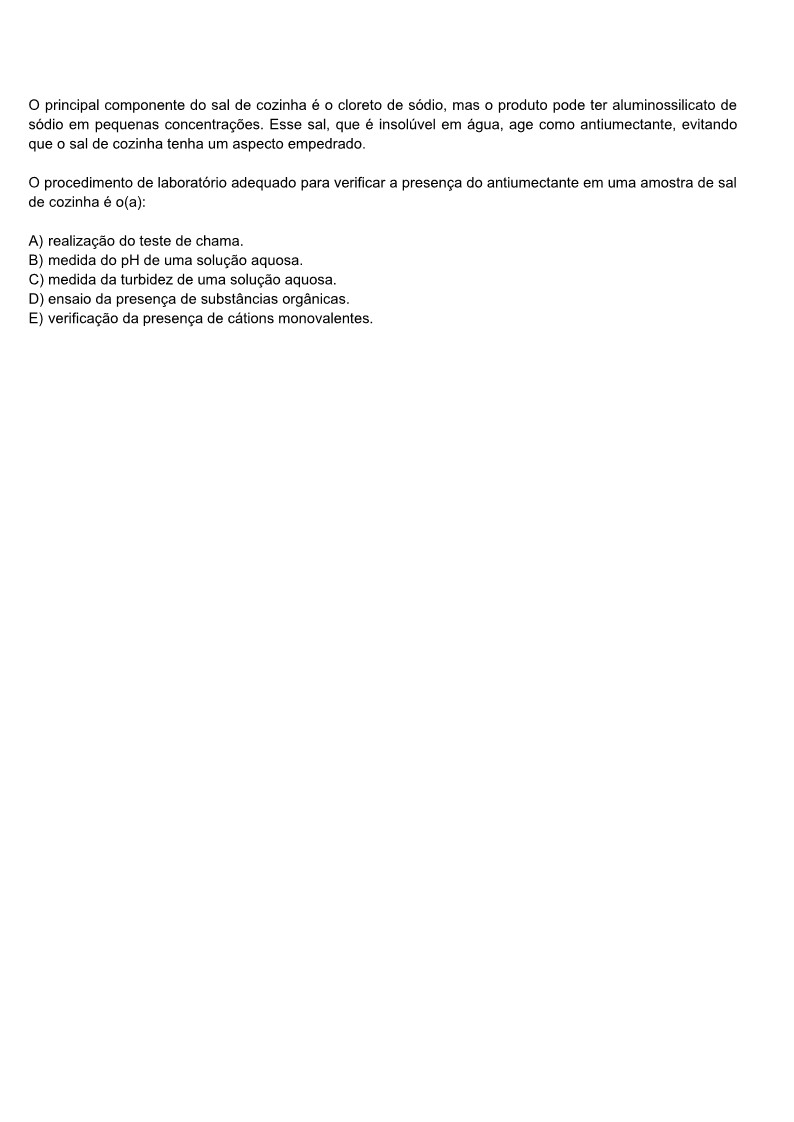 O principal componente do sal de cozinha é o cloreto de sódio, mas o produto pode ter aluminossilicato de
sódio em pequenas concentrações. Esse sal, que é insolúvel em água, age como antiumectante, evitando
que o sal de cozinha tenha um aspecto empedrado.
O procedimento de laboratório adequado para verificar a presença do antiumectante em uma amostra de sal
de cozinha é o(a):
A) realização do teste de chama.
B) medida do pH de uma solução aquosa.
C) medida da turbidez de uma solução aquosa.
D) ensaio da presença de substâncias orgânicas.
E) verificação da presença de cátions monovalentes.